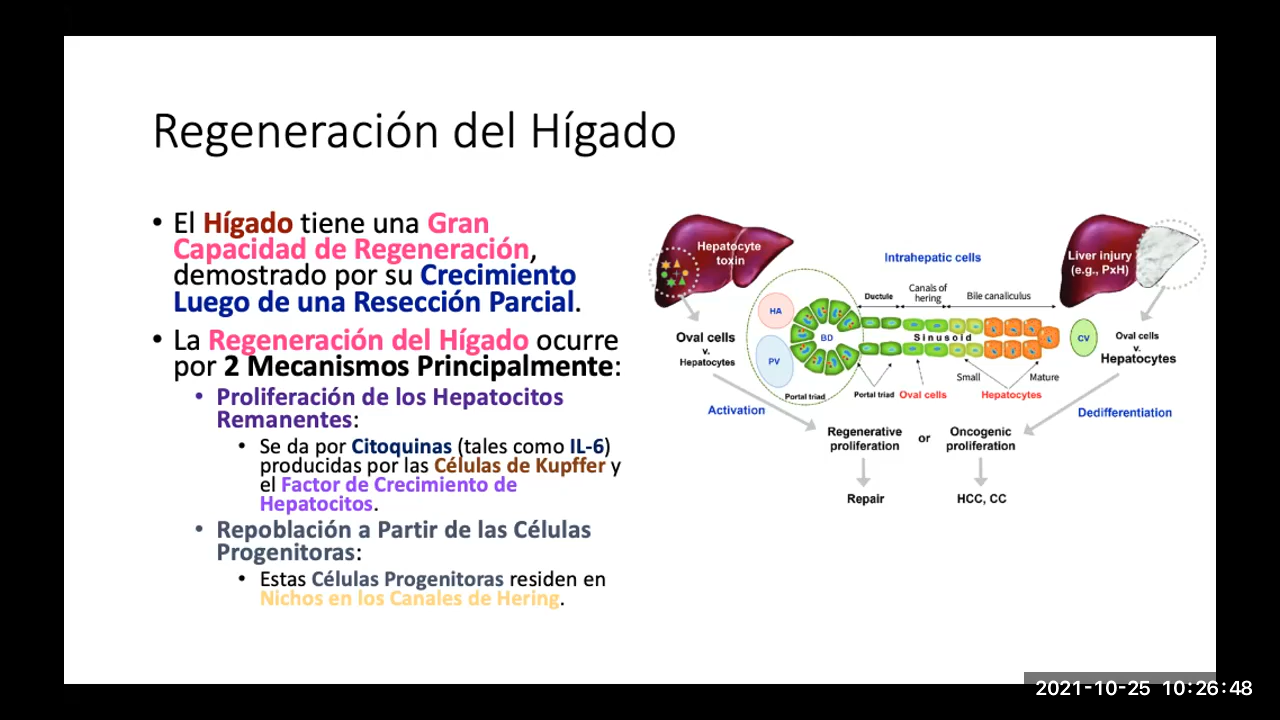 Regeneración del Hígado
• El Hígado tiene una Gran
Capacidad de Regeneración,
demostrado por su Crecimiento
Luego de una Resección Parcial.
• La Regeneración del Hígado ocurre
por 2 Mecanismos Principalmente:
• Proliferación de los Hepatocitos
Remanentes:
• Se da por Citoquinas (tales como IL-6)
producidas por las Células de Kupffer y
el Factor de Crecimiento de
Hepatocitos.
• Repoblación a Partir de las Células
Progenitoras:
• Estas Células Progenitoras residen en
Nichos en los Canales de Hering.
Hepatocyte
toxin
Intrahepatic cells
Liver injury
(e.g., PxH)
Ductule
Canals of
hering
Bile canaliculus
HA
BD
PV
Sinusoid
CV
Oval cells
v.
Hepatocytes
Oval cells
v.
Hepatocytes
Small
Mature
Portal triad
Portal triad
Oval cells
Hepatocytes
Activation
Dedifferentiation
Regenerative
proliferation
or
Oncogenic
proliferation
Repair
HCC, CC
2021-10-25 10:26:48